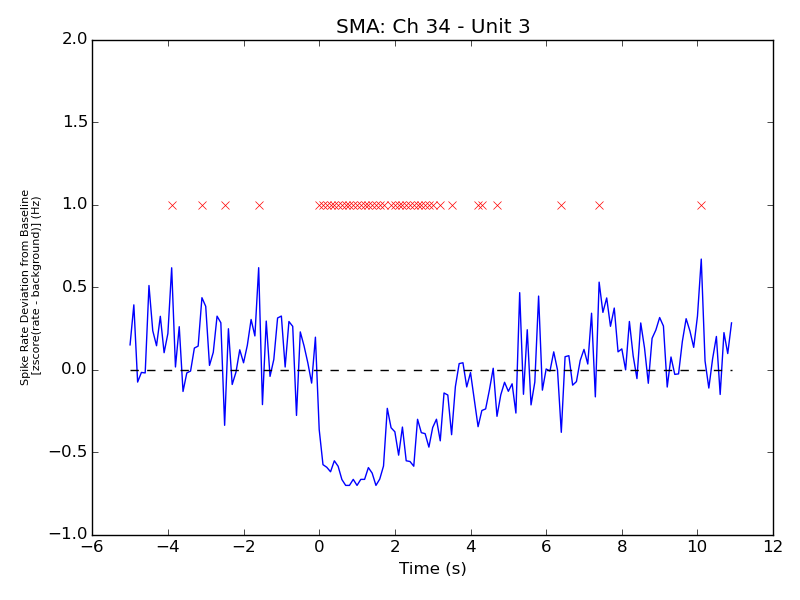 SMA: Ch 34 - Unit 3
2.0
1.5
1.0
0.5
0.0
−0.5
−1.0
Spike Rate Deviation from Baseline
[zscore(rate - background)] (Hz)
−6 −4 −2 0 2 4 6 8 10 12
Time (s)